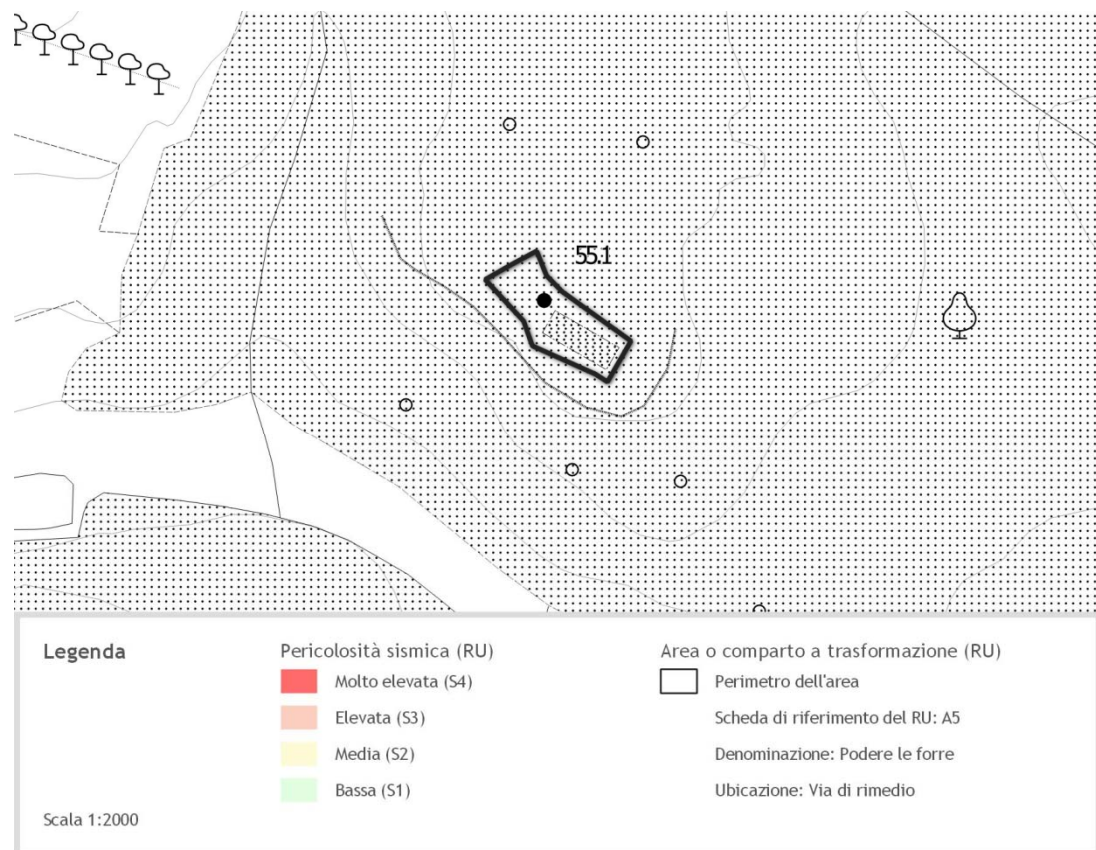 55.1
Legenda
Pericolosità sismica (RU)
Molto elevata (S4)
Elevata (S3)
Media (S2)
Bassa (S1)
Area o comparto a trasformazione (RU)
Perimetro dell'area
Scheda di riferimento del RU: A5
Denominazione: Podere le forre
Ubicazione: Via di rimedio
Scala 1:2000